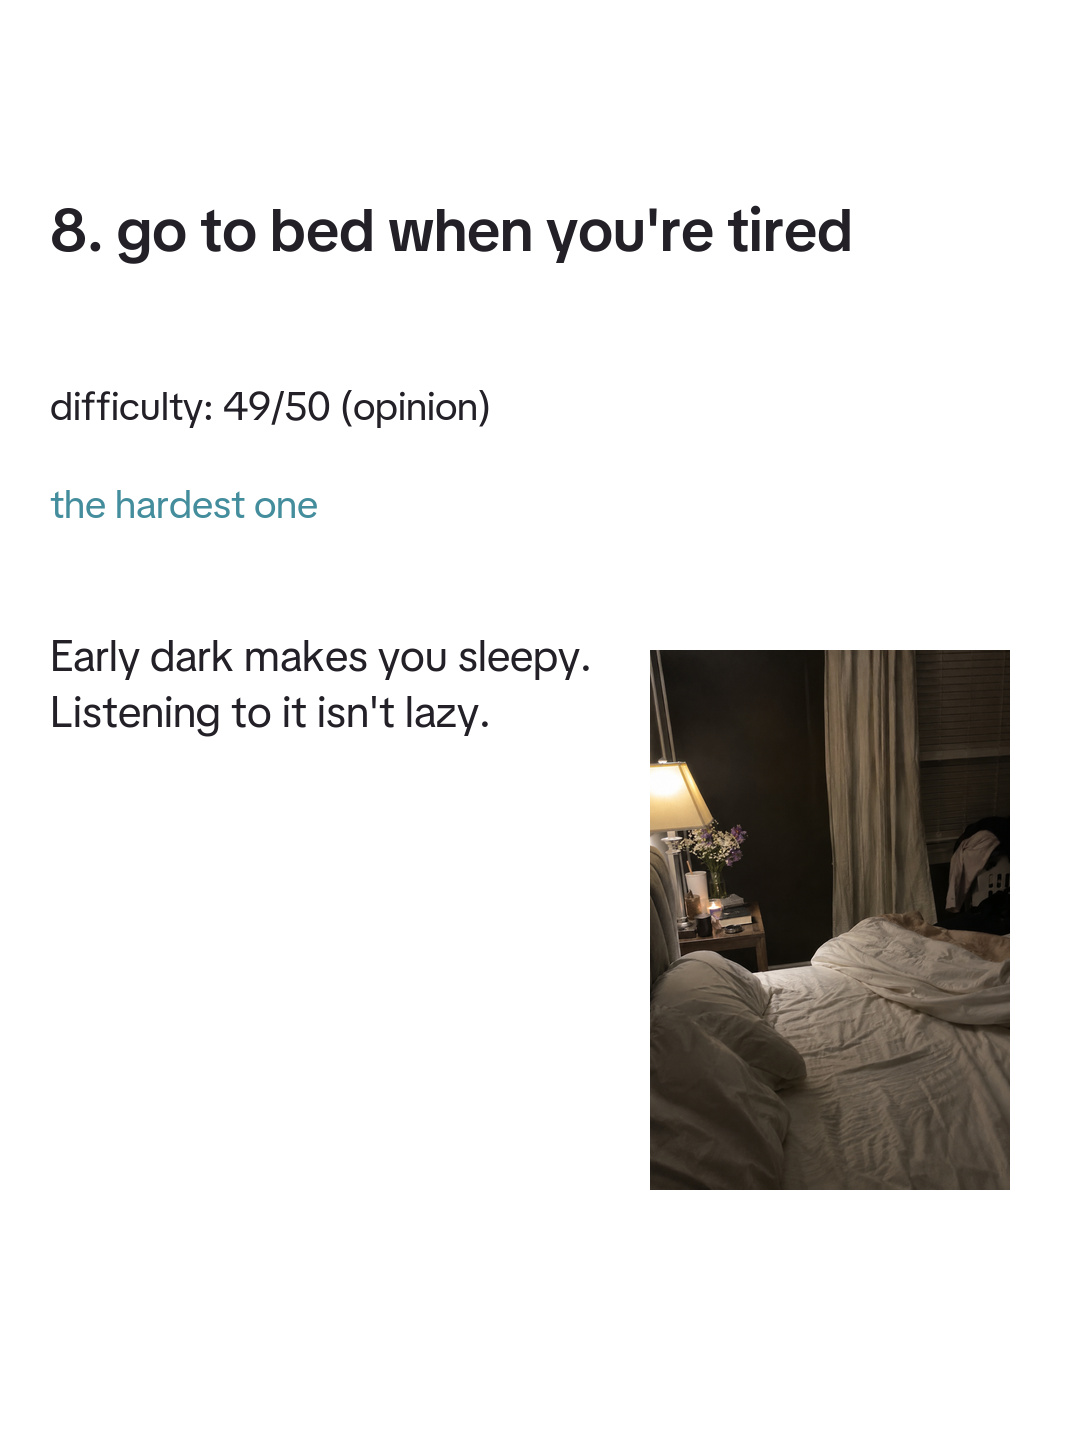 8. go to bed when you're tired
difficulty: 49/50 (opinion)
the hardest one
Early dark makes you sleepy.
Listening to it isn't lazy.